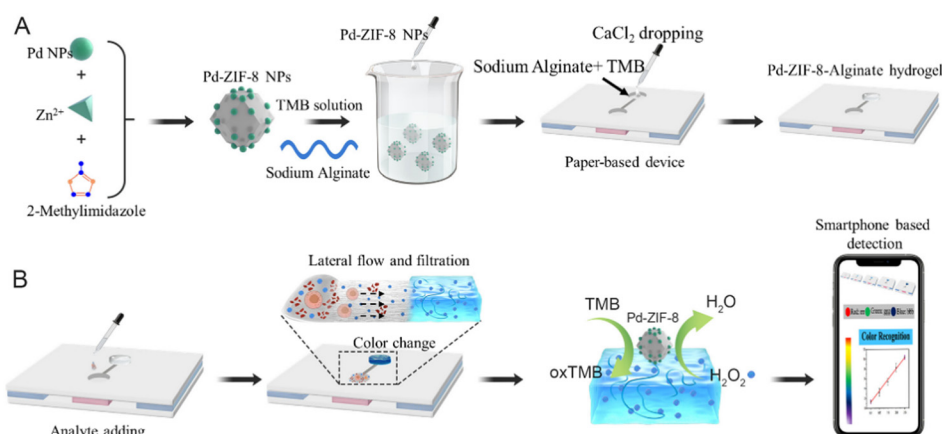 A
Pd NPs
+
Zn²⁺
+
2-Methylimidazole
Pd-ZIF-8 NPs
TMB solution
Sodium Alginate
Pd-ZIF-8 NPs
CaCl₂ dropping
Sodium Alginate+ TMB
Paper-based device
Pd-ZIF-8-Alginate hydrogel
B
Analyte adding
Lateral flow and filtration
Color change
TMB
Pd-ZIF-8
H₂O
oxTMB
H₂O₂
Smartphone based
detection
Color Recognition